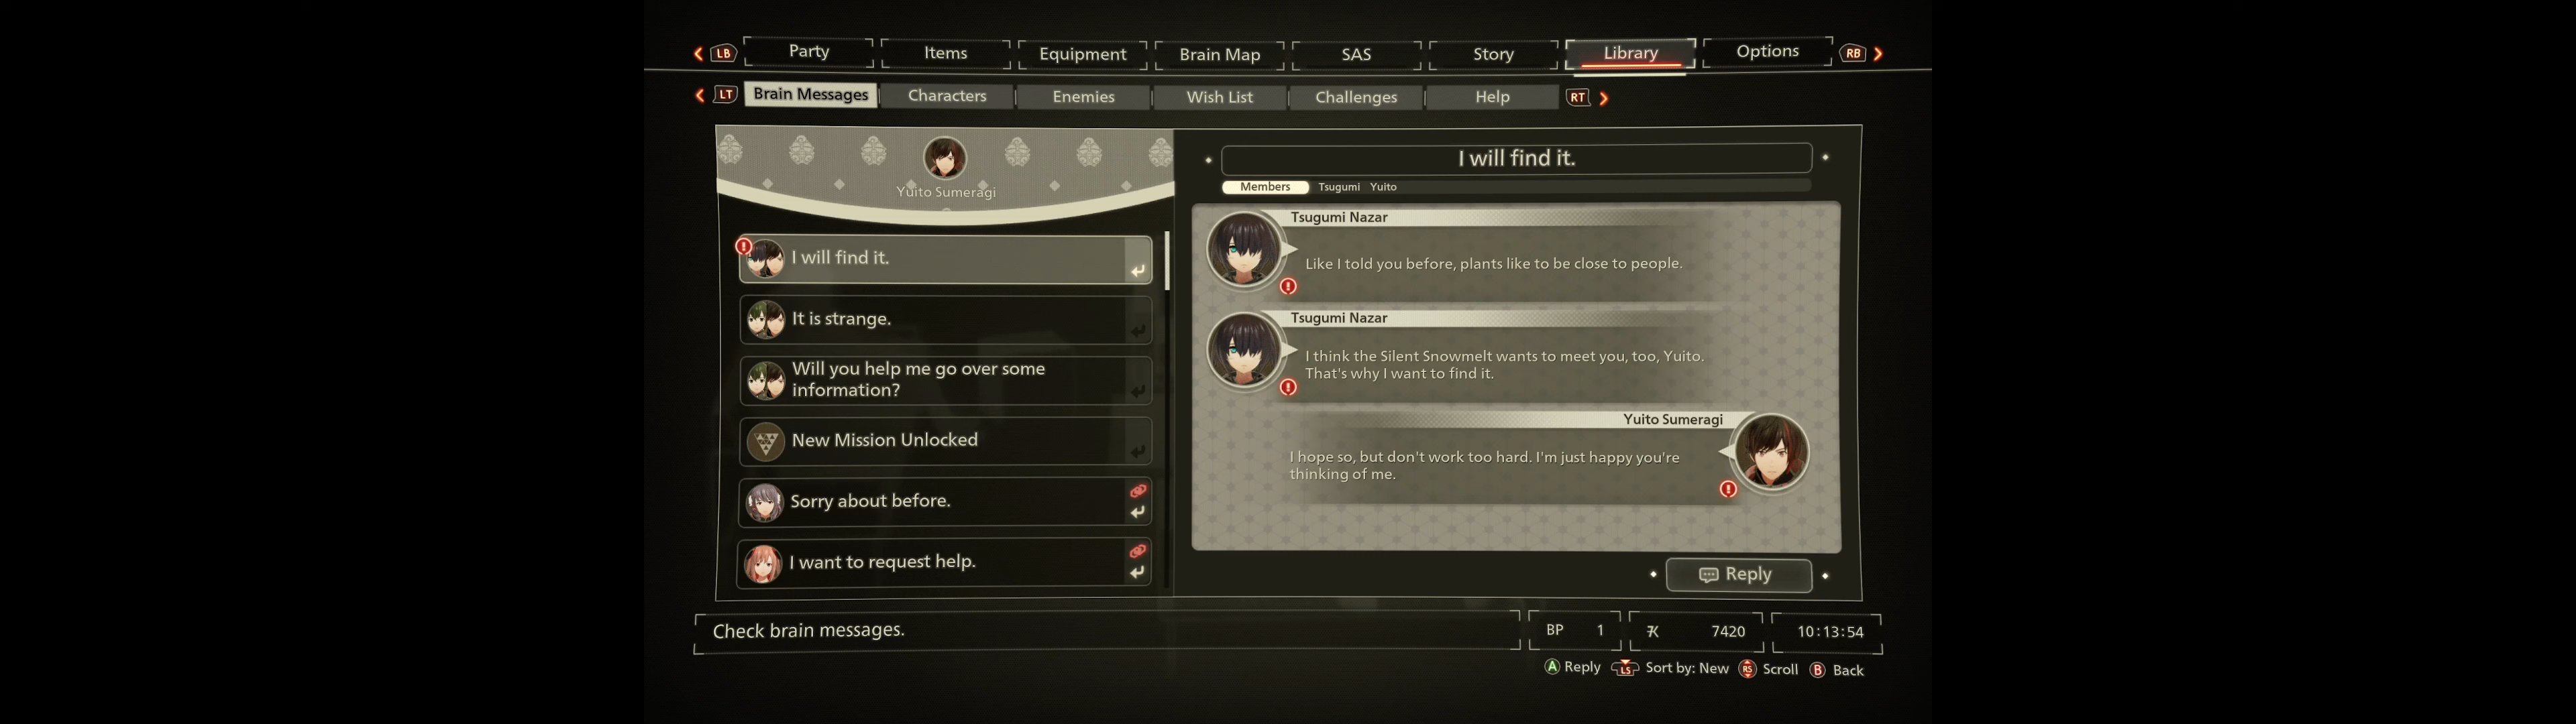 LB
Party
Items
Equipment
Brain Map
SAS
Story
Library
Options
RB
LT
Brain Messages
Characters
Enemies
Wish List
Challenges
Help
RT
Yuito Sumeragi
I will find it.
It is strange.
Will you help me go over some
information?
New Mission Unlocked
Sorry about before.
I want to request help.
I will find it.
Members Tsugumi Yuito
Tsugumi Nazar
Like I told you before, plants like to be close to people.
Tsugumi Nazar
I think the Silent Snowmelt wants to meet you, too, Yuito.
That's why I want to find it.
Yuito Sumeragi
I hope so, but don't work too hard. I'm just happy you're
thinking of me.
Reply
Check brain messages.
BP 1
K 7420
10:13:54
A Reply LS Sort by: New RS Scroll B Back